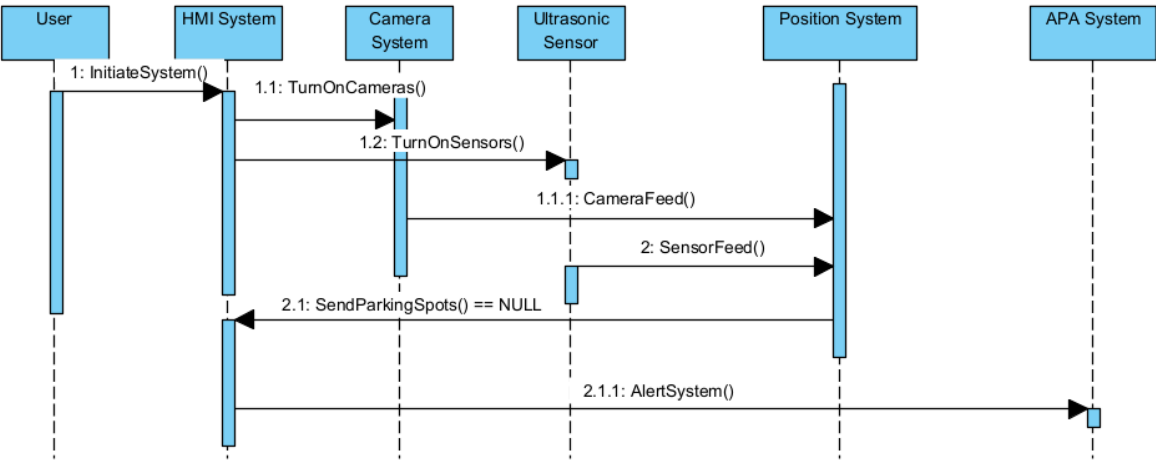 User
HMI System
Camera
System
Ultrasonic
Sensor
Position System
APA System
1: InitiateSystem()
1.1: TurnOnCameras()
1.2: TurnOnSensors()
1.1.1: CameraFeed()
2: SensorFeed()
2.1: SendParkingSpots() == NULL
2.1.1: AlertSystem()